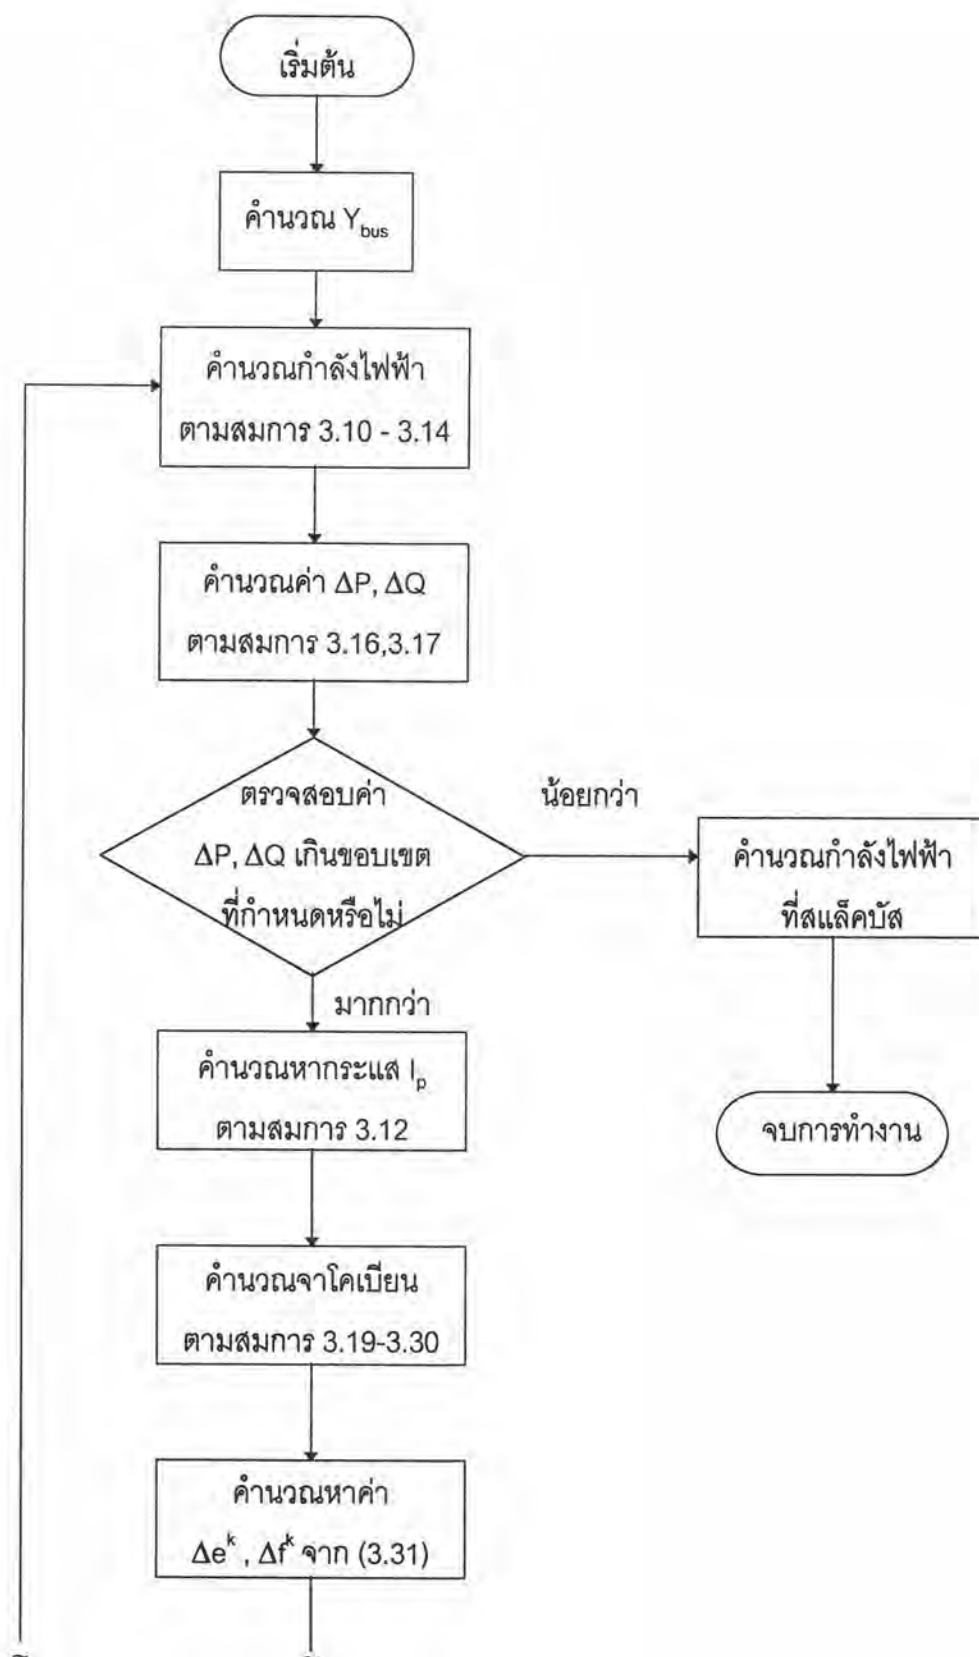 เริ่มต้น
คำนวณ Y_bus
คำนวณกำลังไฟฟ้า
ตามสมการ 3.10 - 3.14
คำนวณค่า ΔP, ΔQ
ตามสมการ 3.16,3.17
ตรวจสอบค่า
ΔP, ΔQ เกินขอบเขต
ที่กำหนดหรือไม่
น้อยกว่า
คำนวณกำลังไฟฟ้า
ที่สแล็คบัส
จบการทำงาน
มากกว่า
คำนวณหากระแส I_p
ตามสมการ 3.12
คำนวณจาโคเบียน
ตามสมการ 3.19-3.30
คำนวณหาค่า
Δe^k , Δf^k จาก (3.31)